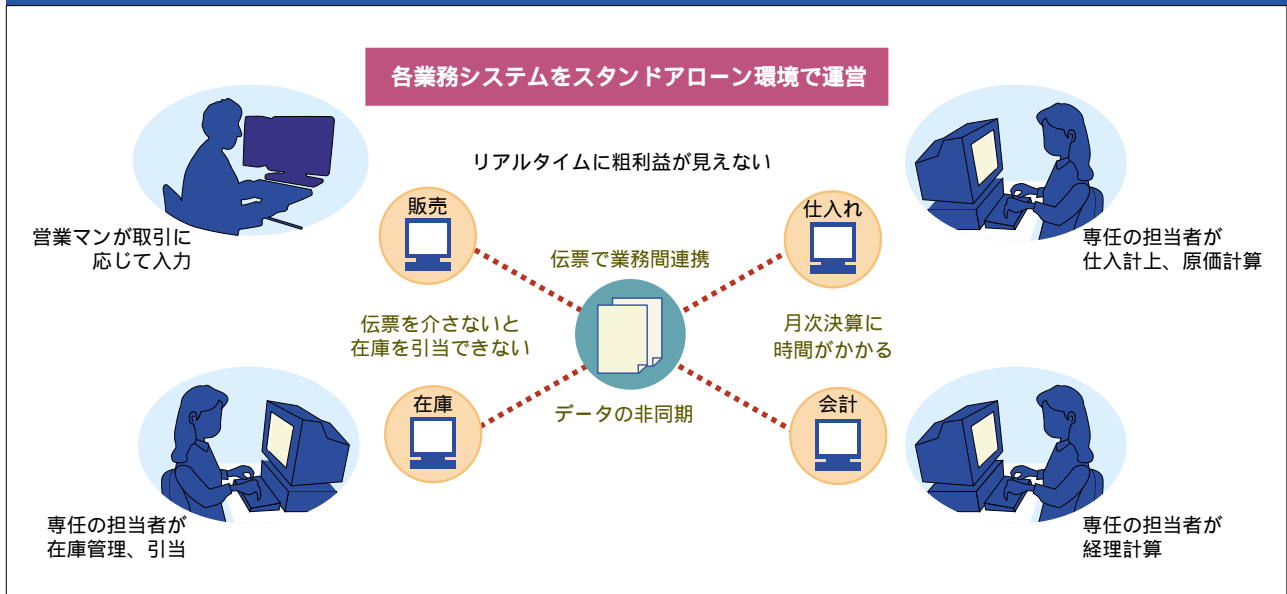 各業務システムをスタンドアローン環境で運営
リアルタイムに粗利益が見えない
販売
仕入れ
営業マンが取引に
応じて入力
専任の担当者が
仕入計上、原価計算
伝票で業務間連携
伝票を介さないと
在庫を引当できない
月次決算に
時間がかかる
在庫
データの非同期
会計
専任の担当者が
在庫管理、引当
専任の担当者が
経理計算